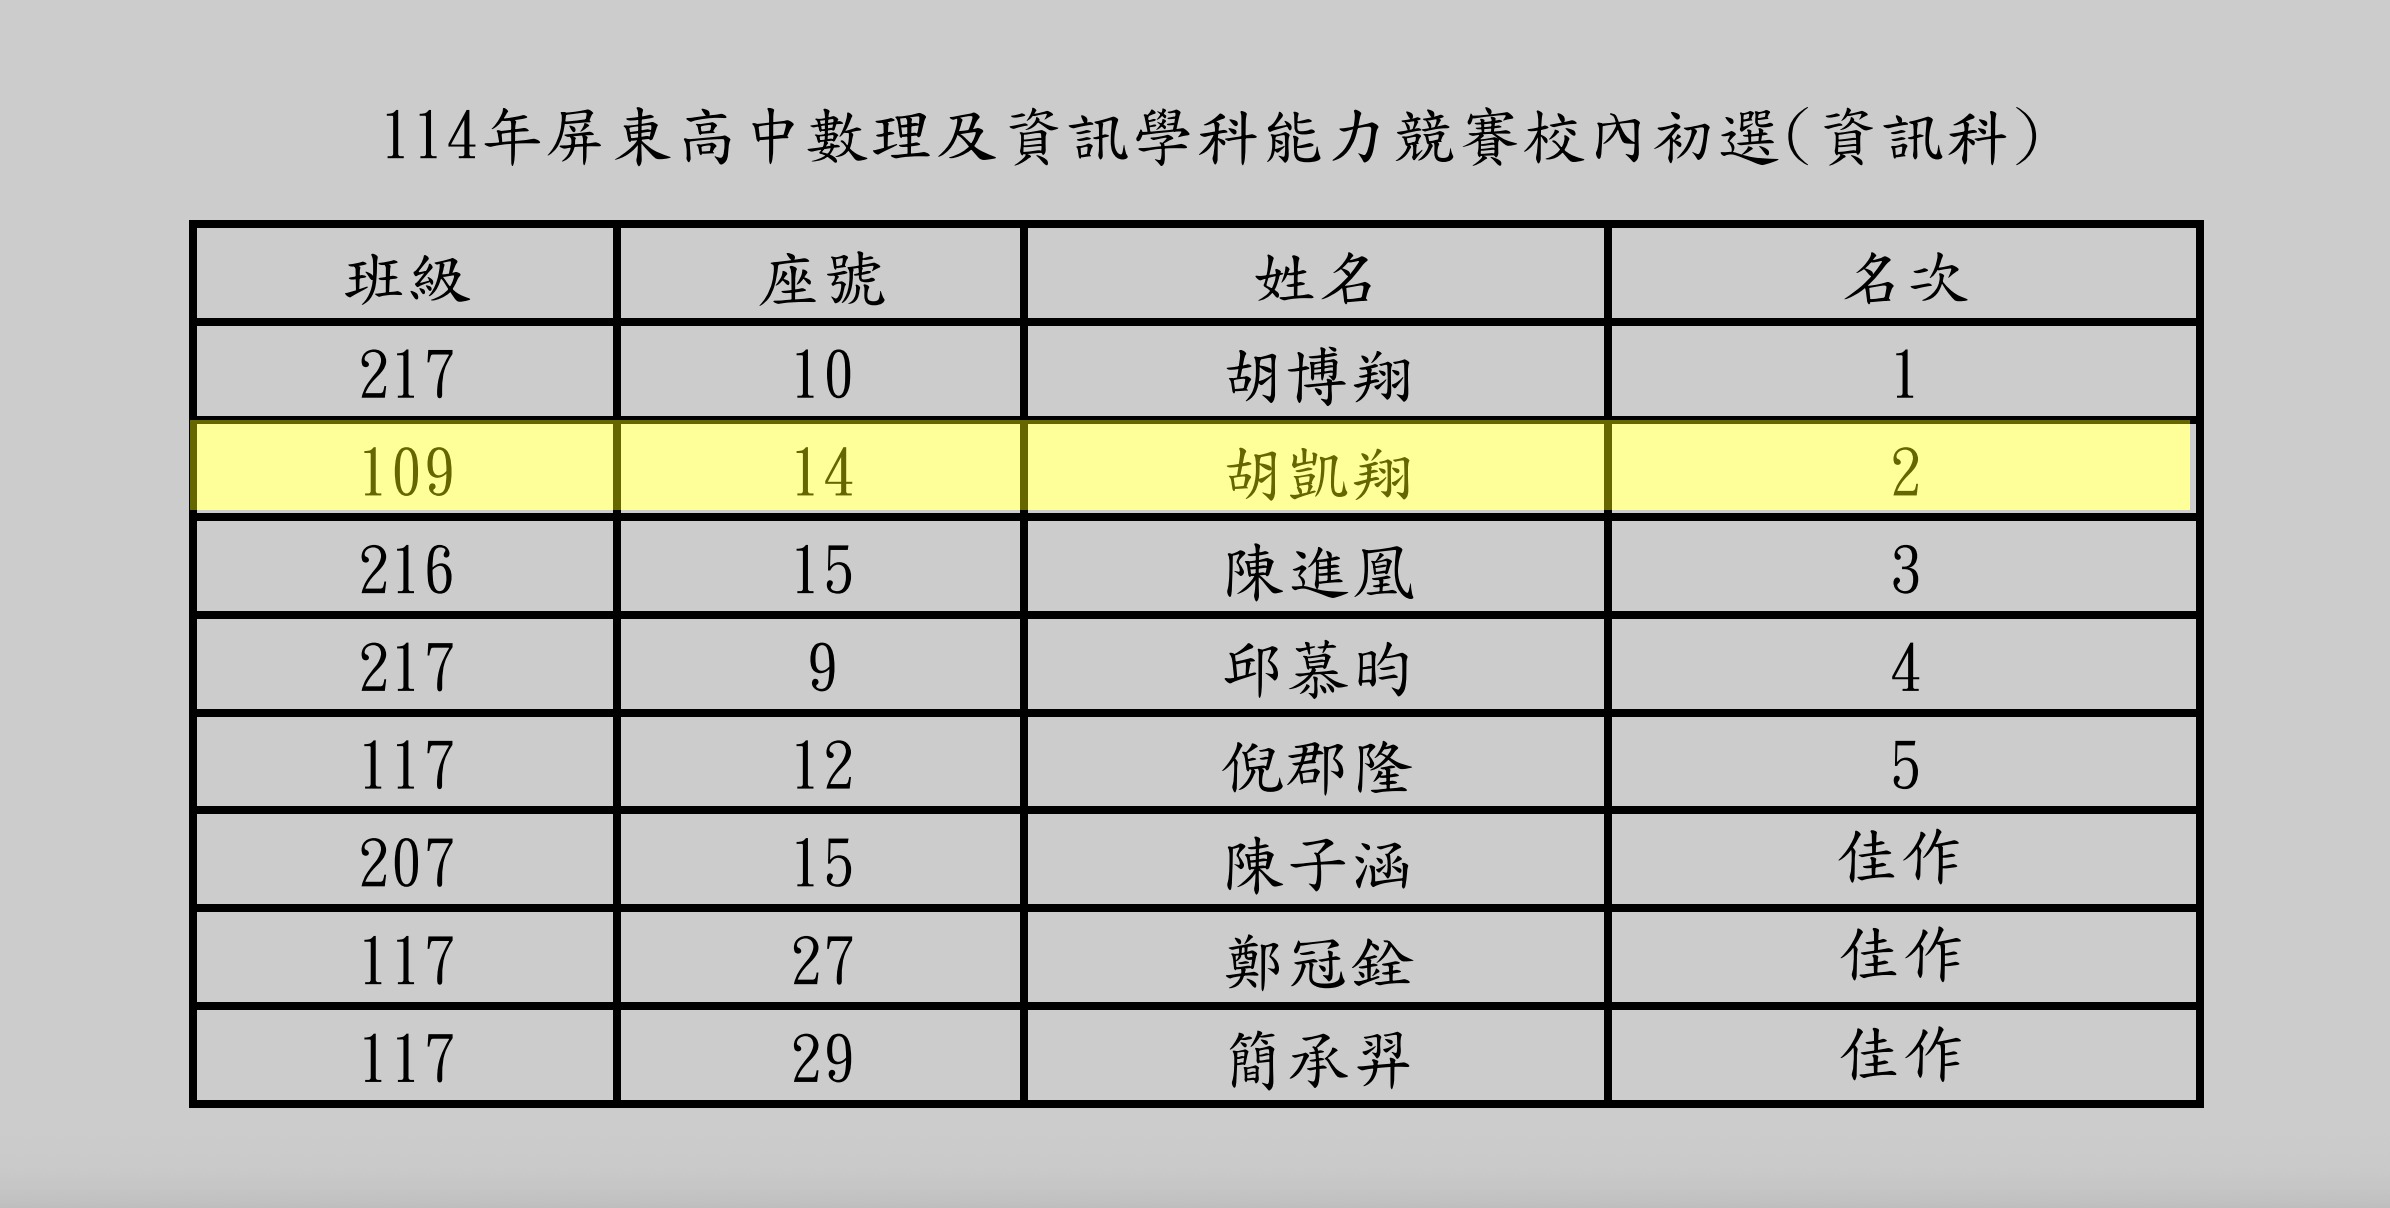 114年屏東高中數理及資訊學科能力競賽校內初選(資訊科)
班級 座號 姓名 名次
217 10 胡博翔 1
109 14 胡凱翔 2
216 15 陳進凰 3
217 9 邱慕昀 4
117 12 倪郡隆 5
207 15 陳子涵 佳作
117 27 鄭冠銓 佳作
117 29 簡承羿 佳作